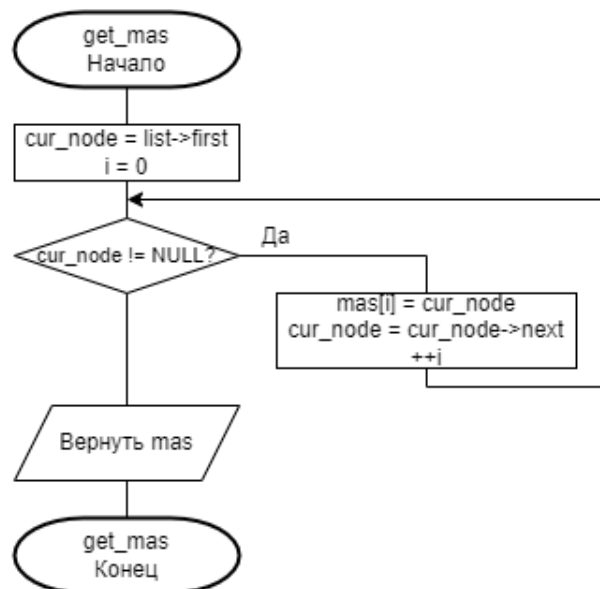 get_mas
Начало
cur_node = list->first
i = 0
cur_node != NULL?
Да
mas[i] = cur_node
cur_node = cur_node->next
++i
Вернуть mas
get_mas
Конец